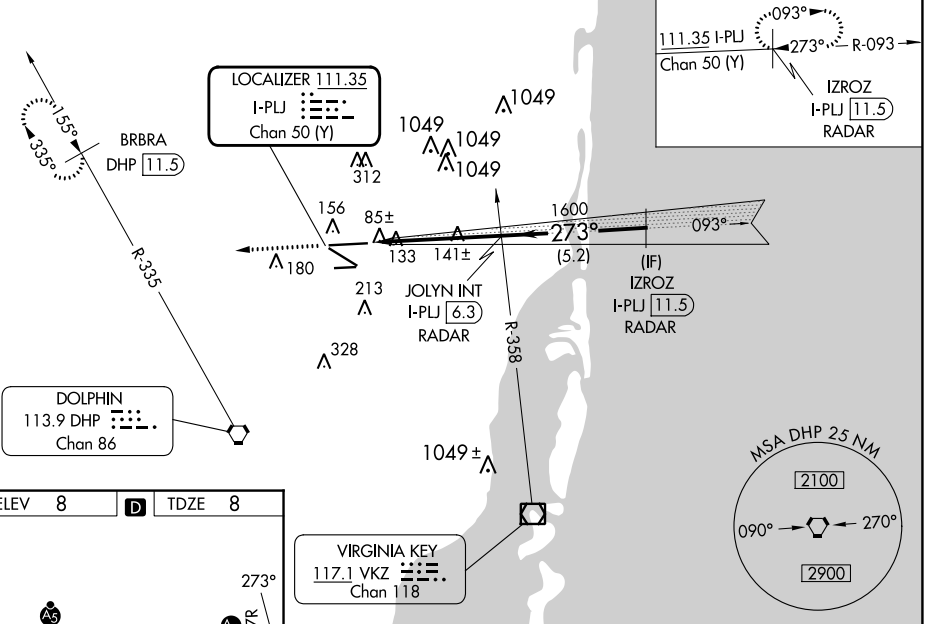 093°
111.35 I-PLJ
273°
R-093
Chan 50 (Y)
IZROZ
I-PLJ 11.5
RADAR
LOCALIZER 111.35
I-PLJ
Chan 50 (Y)
155°
335°
BRBRA
DHP 11.5
R-335
1049
1049
1049
1049
312
156
85±
133
141±
180
213
328
1600
273°
093°
(5.2)
JOLYN INT
I-PLJ 6.3
RADAR
(IF)
IZROZ
I-PLJ 11.5
RADAR
R-358
DOLPHIN
113.9 DHP
Chan 86
1049±
VIRGINIA KEY
117.1 VKZ
Chan 118
MSA DHP 25 NM
2100
090°
270°
2900
ELEV 8
D
TDZE 8
273°
A5